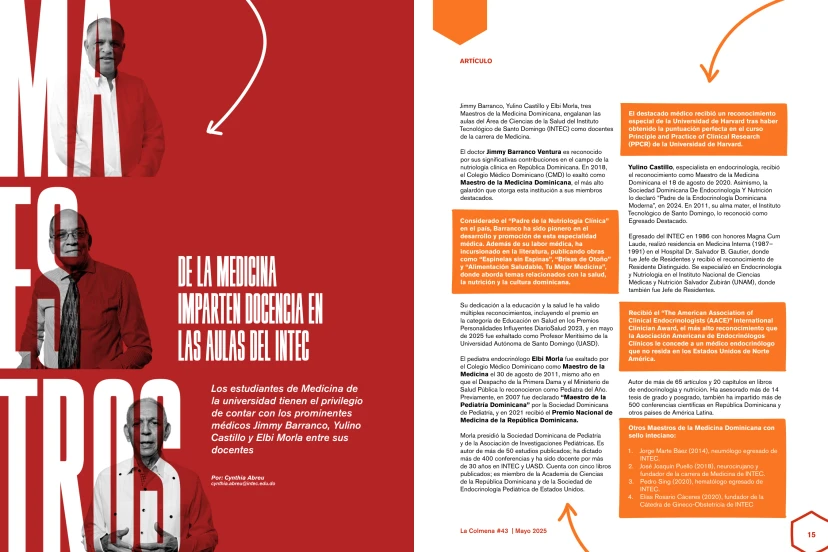 MA
ES
TROS
DE LA MEDICINA
IMPARTEN DOCENCIA EN
LAS AULAS DEL INTEC
Los estudiantes de Medicina de
la universidad tienen el privilegio
de contar con los prominentes
médicos Jimmy Barranco, Yulino
Castillo y Elbi Morla entre sus
docentes
Por: Cynthia Abreu
cynthia.abreu@intec.edu.do
ARTÍCULO
Jimmy Barranco, Yulino Castillo y Elbi Morla, tres
Maestros de la Medicina Dominicana, engalanan las
aulas del Área de Ciencias de la Salud del Instituto
Tecnológico de Santo Domingo (INTEC) como docentes
de la carrera de Medicina.
El doctor Jimmy Barranco Ventura es reconocido
por sus significativas contribuciones en el campo de la
nutriología clínica en República Dominicana. En 2018,
el Colegio Médico Dominicano (CMD) lo exaltó como
Maestro de la Medicina Dominicana, el más alto
galardón que otorga esta institución a sus miembros
destacados.
Considerado el “Padre de la Nutriología Clínica”
en el país, Barranco ha sido pionero en el
desarrollo y promoción de esta especialidad
médica. Además de su labor médica, ha
incursionado en la literatura, publicando obras
como “Espinelas sin Espinas”, “Brisas de Otoño”
y “Alimentación Saludable, Tu Mejor Medicina”,
donde aborda temas relacionados con la salud,
la nutrición y la cultura dominicana.
Su dedicación a la educación y la salud le ha valido
múltiples reconocimientos, incluyendo el premio en
la categoría de Educación en Salud en los Premios
Personalidades Influyentes DiarioSalud 2023, y en mayo
de 2025 fue exaltado como Profesor Meritísimo de la
Universidad Autónoma de Santo Domingo (UASD).
El pediatra endocrinólogo Elbi Morla fue exaltado por
el Colegio Médico Dominicano como Maestro de la
Medicina el 30 de agosto de 2011, mismo año en
que el Despacho de la Primera Dama y el Ministerio de
Salud Pública lo reconocieron como Pediatra del Año.
Previamente, en 2007 fue declarado “Maestro de la
Pediatría Dominicana” por la Sociedad Dominicana
de Pediatría, y en 2021 recibió el Premio Nacional de
Medicina de la República Dominicana.
Morla presidió la Sociedad Dominicana de Pediatría
y de la Asociación de Investigaciones Pediátricas. Es
autor de más de 50 estudios publicados; ha dictado
más de 400 conferencias y ha sido docente por más
de 30 años en INTEC y UASD. Cuenta con cinco libros
publicados; es miembro de la Academia de Ciencias
de la República Dominicana y de la Sociedad de
Endocrinología Pediátrica de Estados Unidos.
El destacado médico recibió un reconocimiento
especial de la Universidad de Harvard tras haber
obtenido la puntuación perfecta en el curso
Principle and Practice of Clinical Research
(PPCR) de la Universidad de Harvard.
Yulino Castillo, especialista en endocrinología, recibió
el reconocimiento como Maestro de la Medicina
Dominicana el 18 de agosto de 2020. Asimismo, la
Sociedad Dominicana De Endocrinología Y Nutrición
lo declaró “Padre de la Endocrinología Dominicana
Moderna”, en 2024. En 2011, su alma mater, el Instituto
Tecnológico de Santo Domingo, lo reconoció como
Egresado Destacado.
Egresado del INTEC en 1986 con honores Magna Cum
Laude, realizó residencia en Medicina Interna (1987–
1991) en el Hospital Dr. Salvador B. Gautier, donde
fue Jefe de Residentes y recibió el reconocimiento de
Residente Distinguido. Se especializó en Endocrinología
y Nutriología en el Instituto Nacional de Ciencias
Médicas y Nutrición Salvador Zubirán (UNAM), donde
también fue Jefe de Residentes.
Recibió el “The American Association of
Clinical Endocrinologists (AACE)” International
Clinician Award, el más alto reconocimiento que
la Asociación Americana de Endocrinólogos
Clínicos le concede a un médico endocrinólogo
que no resida en los Estados Unidos de Norte
América.
Autor de más de 65 artículos y 20 capítulos en libros
de endocrinología y nutrición. Ha asesorado más de 14
tesis de grado y posgrado, también ha impartido más de
500 conferencias científicas en República Dominicana y
otros países de América Latina.
Otros Maestros de la Medicina Dominicana con
sello inteciano:
1. Jorge Marte Báez (2014), neumólogo egresado de
INTEC.
2. José Joaquín Puello (2018), neurocirujano y
fundador de la carrera de Medicina de INTEC.
3. Pedro Sing (2020), hematólogo egresado de
INTEC.
4. Elías Rosario Cáceres (2020), fundador de la
Cátedra de Gineco-Obstetricia de INTEC
La Colmena #43 | Mayo 2025
15